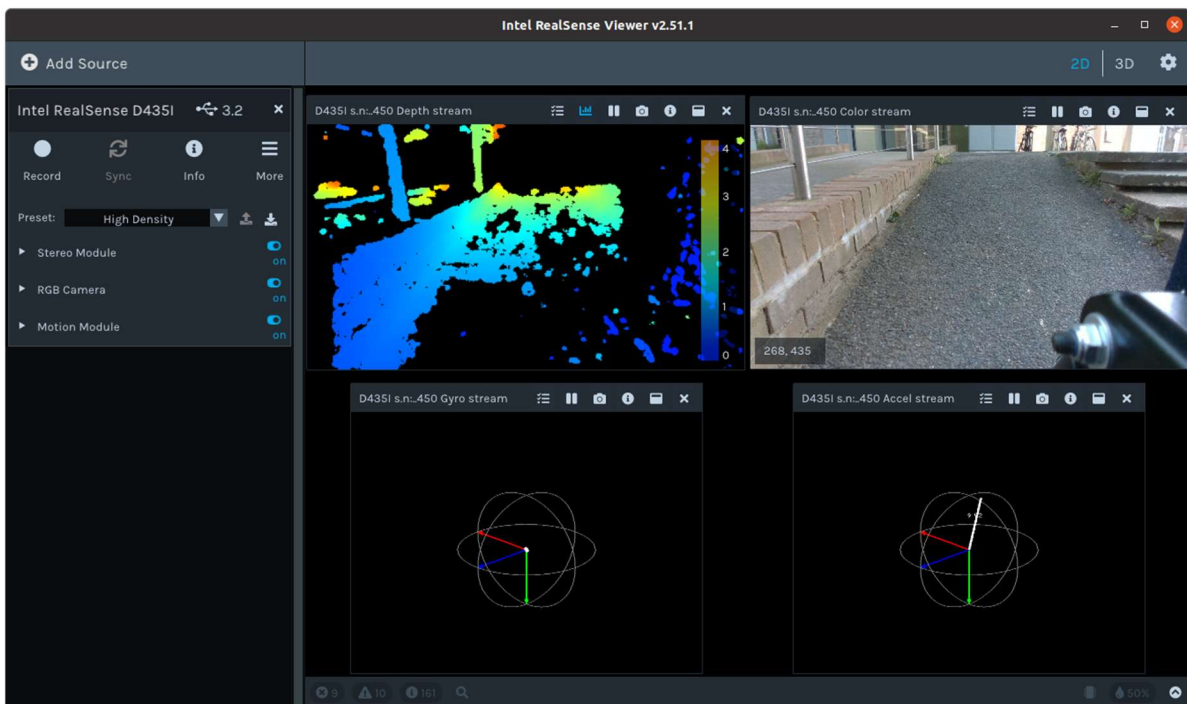 Intel RealSense Viewer v2.51.1
Add Source
2D
3D
Intel RealSense D435I
3.2
Record
Sync
Info
More
Preset:
High Density
Stereo Module
on
RGB Camera
on
Motion Module
on
D435I s.n:..450 Depth stream
4
3
2
1
0
D435I s.n:..450 Color stream
268, 435
D435I s.n:..450 Gyro stream
D435I s.n:..450 Accel stream
9
10
161
50%